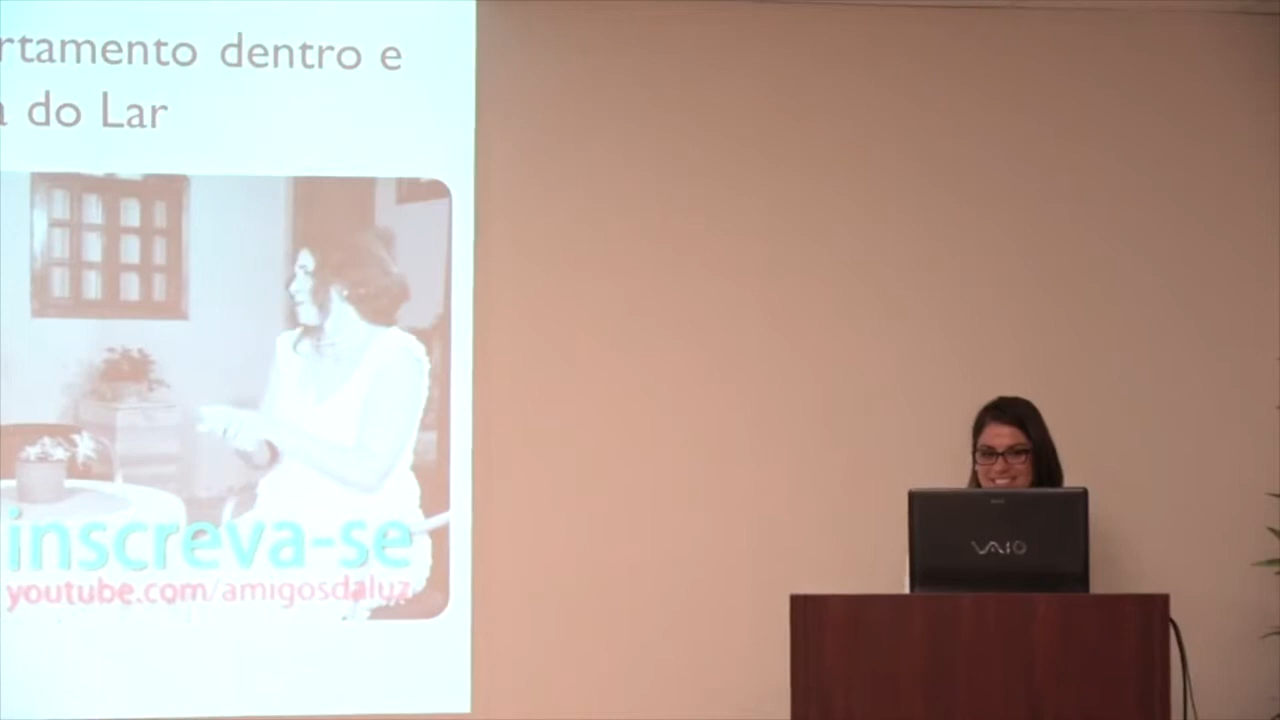 rtamento dentro e
a do Lar
inscreva-se
youtube.com/amigosdaluz
VAIO